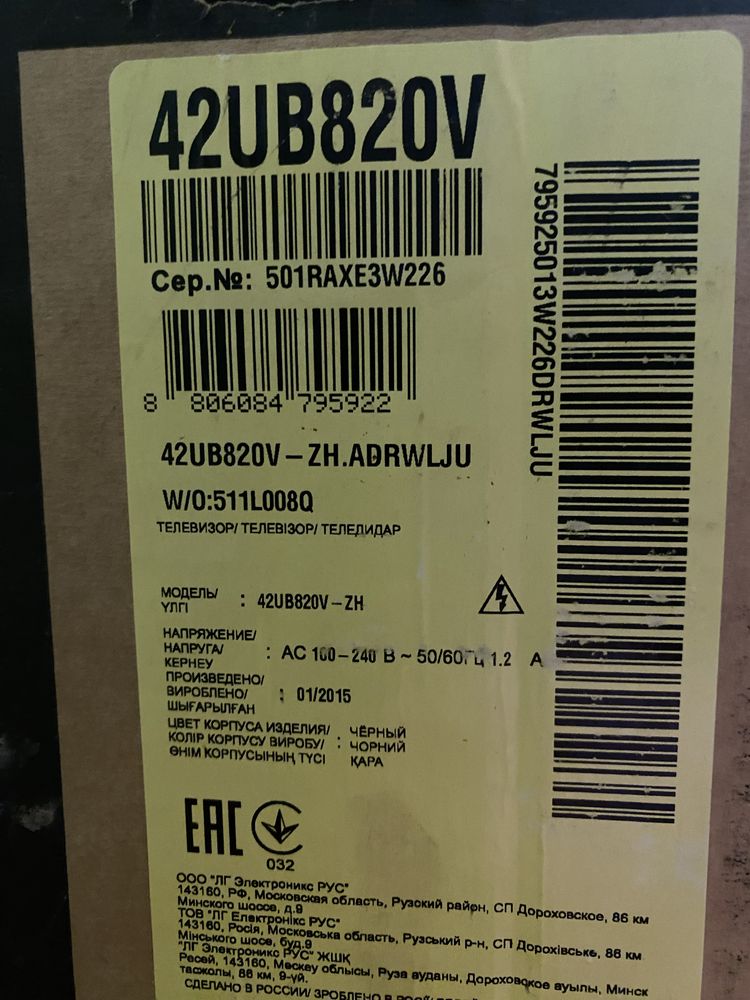 42UB820V
Сер.№: 501RAXE3W226
8 806084 795922
42UB820V–ZH.ADRWLJU
W/O:511L008Q
ТЕЛЕВИЗОР/ ТЕЛЕВІЗОР/ ТЕЛЕДИДАР
МОДЕЛЬ/
ҮЛГІ : 42UB820V–ZH
НАПРЯЖЕНИЕ/
НАПРУГА/ : AC 100–240 В ~ 50/60Гц 1.2 А
КЕРНЕУ
ПРОИЗВЕДЕНО/
ВИРОБЛЕНО/ : 01/2015
ШЫҒАРЫЛҒАН
ЦВЕТ КОРПУСА ИЗДЕЛИЯ/ ЧЁРНЫЙ
КОЛІР КОРПУСУ ВИРОБУ/ : ЧОРНИЙ
ӨНІМ КОРПУСЫНЫҢ ТҮСІ ҚАРА
EAC
032
ООО "ЛГ Электроникс РУС"
143160, РФ, Московская область, Рузский район, СП Дороховское, 86 км
Минского шоссе, д.9
ТОВ "ЛГ Електронікс РУС"
143160, Росія, Московська область, Рузський р-н, СП Дорохівське, 86 км
Мінського шосе, буд.9
"ЛГ Электроникс РУС" ЖШҚ
Ресей, 143160, Мәскеу облысы, Руза ауданы, Дороховское ауылы, Минск
тасжолы, 86 км, 9-үй.
СДЕЛАНО В РОССИИ/ ЗРОБЛЕНО В
795925013W226DRWLJU